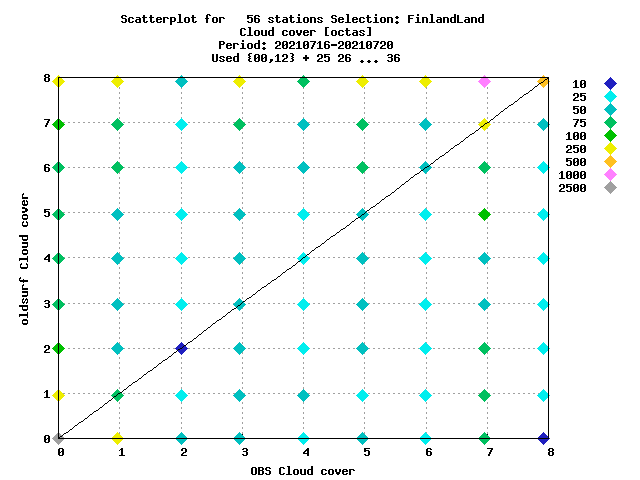 Scatterplot for 56 stations Selection: FinlandLand
Cloud cover [octas]
Period: 20210716-20210720
Used {00,12} + 25 26 ... 36
8
7
6
5
4
3
2
1
0
oldsurf Cloud cover
0 1 2 3 4 5 6 7 8
OBS Cloud cover
10
25
50
75
100
250
500
1000
2500